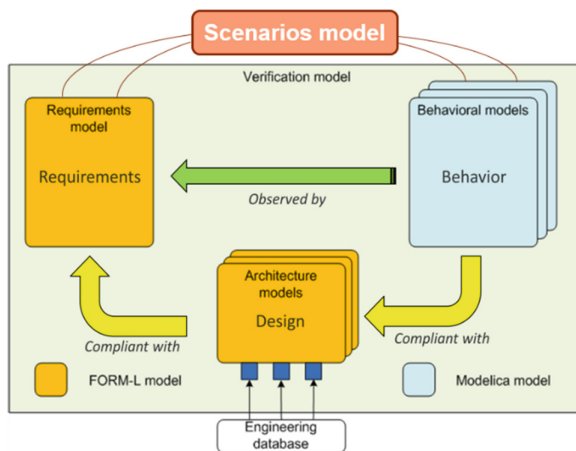 Scenarios model
Verification model
Requirements
model
Requirements
Behavioral models
Behavior
Observed by
Architecture
models
Design
Compliant with
Compliant with
FORM-L model
Modelica model
Engineering
database